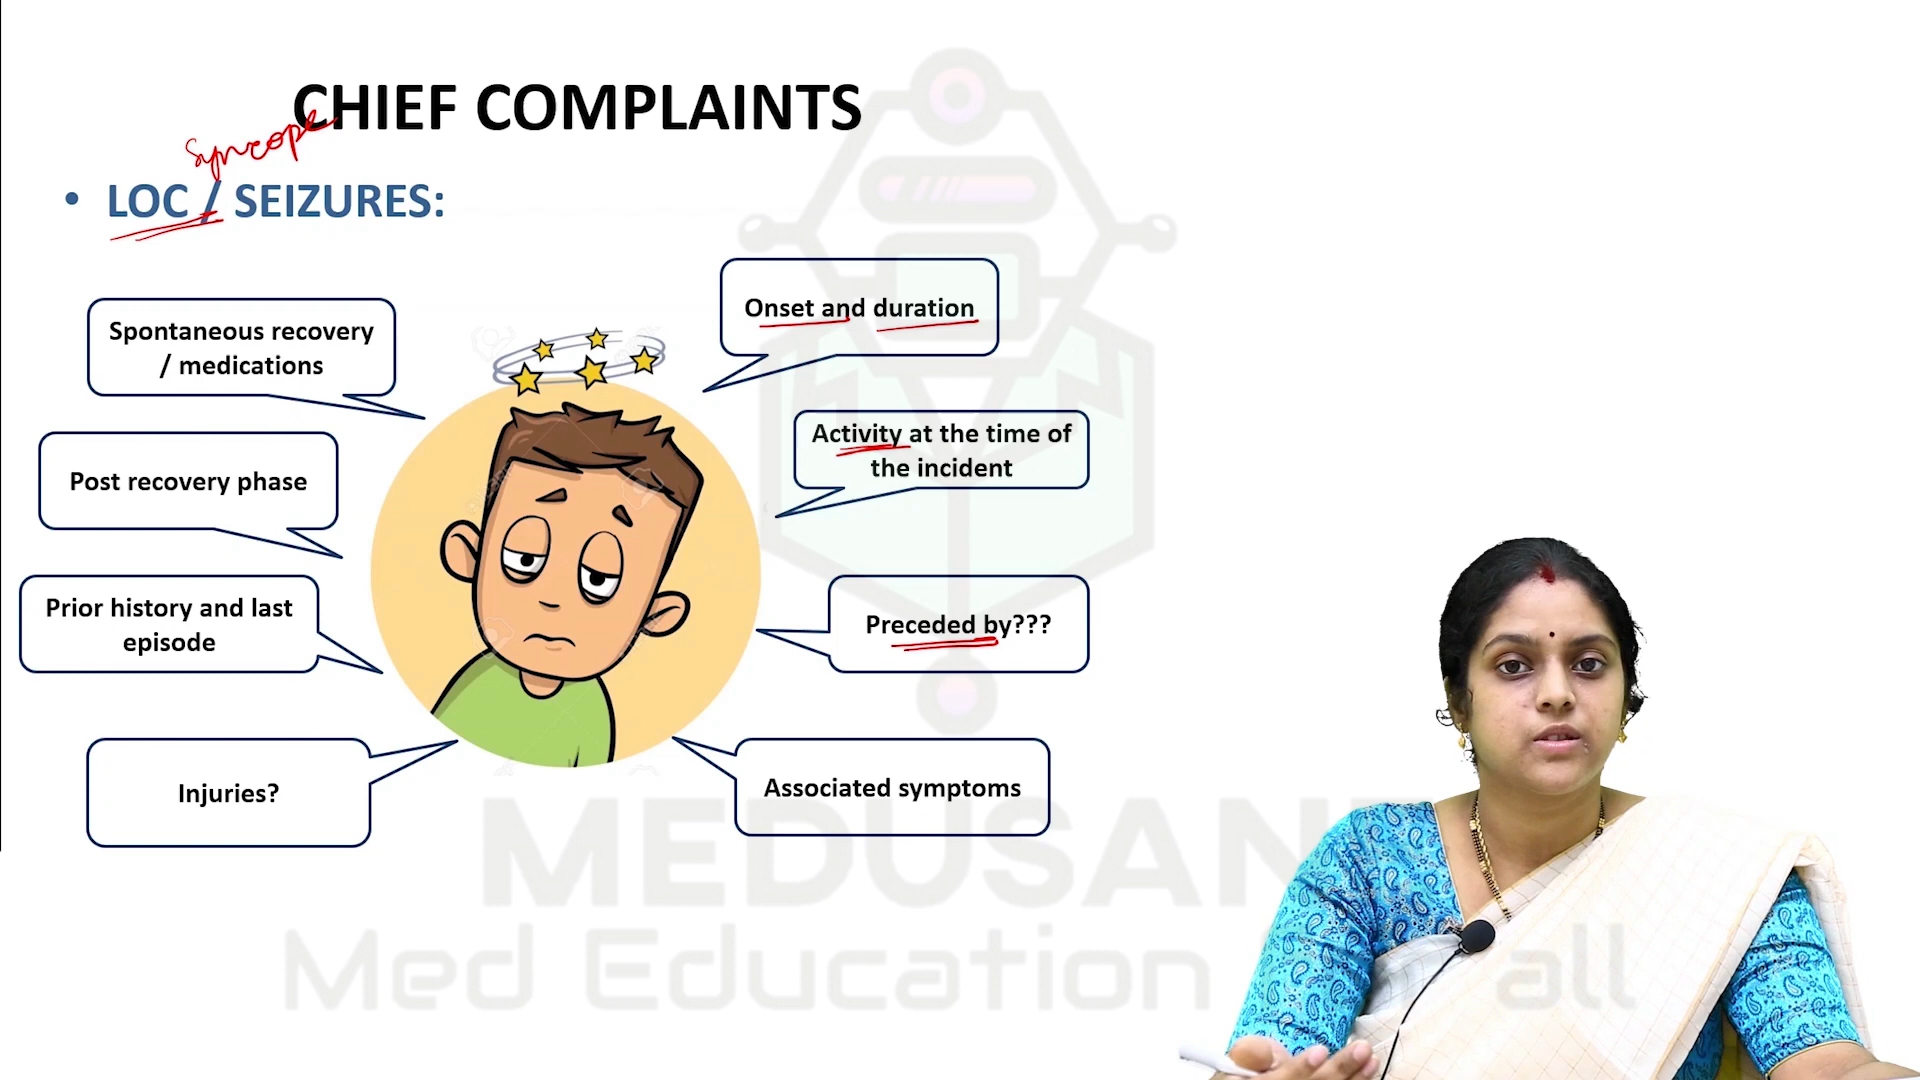 CHIEF COMPLAINTS
Syncope
• LOC / SEIZURES:
Onset and duration
Spontaneous recovery
/ medications
Activity at the time of
the incident
Post recovery phase
Prior history and last
episode
Preceded by???
Injuries?
Associated symptoms
MEDUSAN
Med Education all